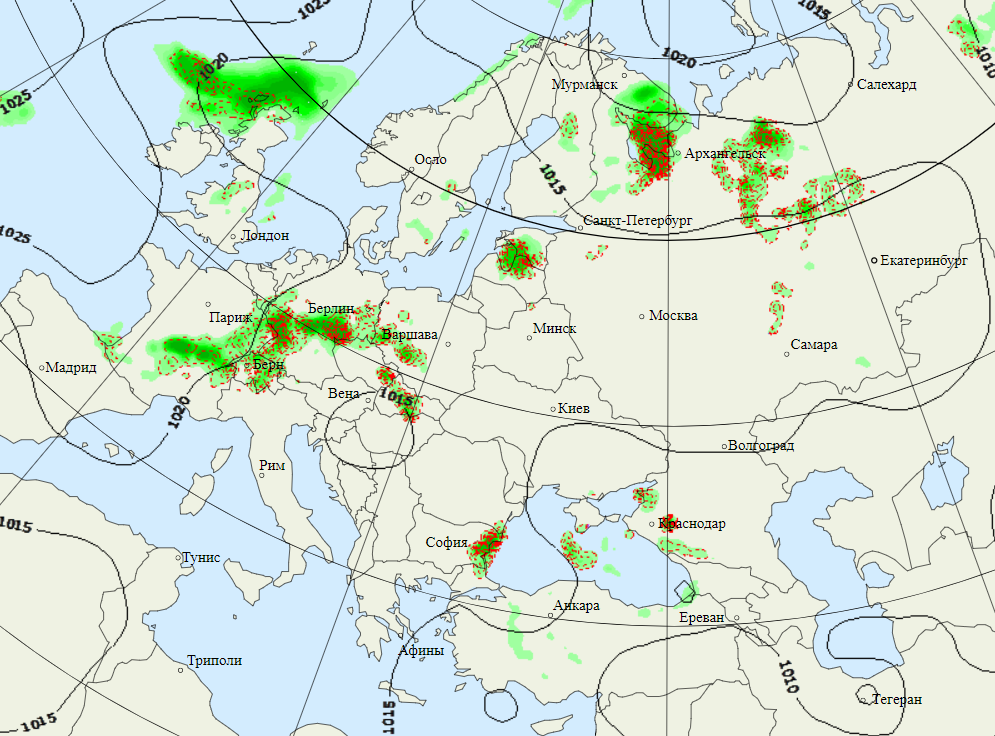 1025
1015
1020
1020
1010
Мурманск
Салехард
1025
Архангельск
Осло
1015
Санкт-Петербург
1025
Лондон
Екатеринбург
Париж
Берлин
Москва
Минск
Варшава
Самара
Мадрид
Берн
Вена
1015
1020
Киев
Волгоград
Рим
1015
Краснодар
София
Тунис
Анкара
Ереван
Афины
Триполи
1010
Тегеран
1015
1015